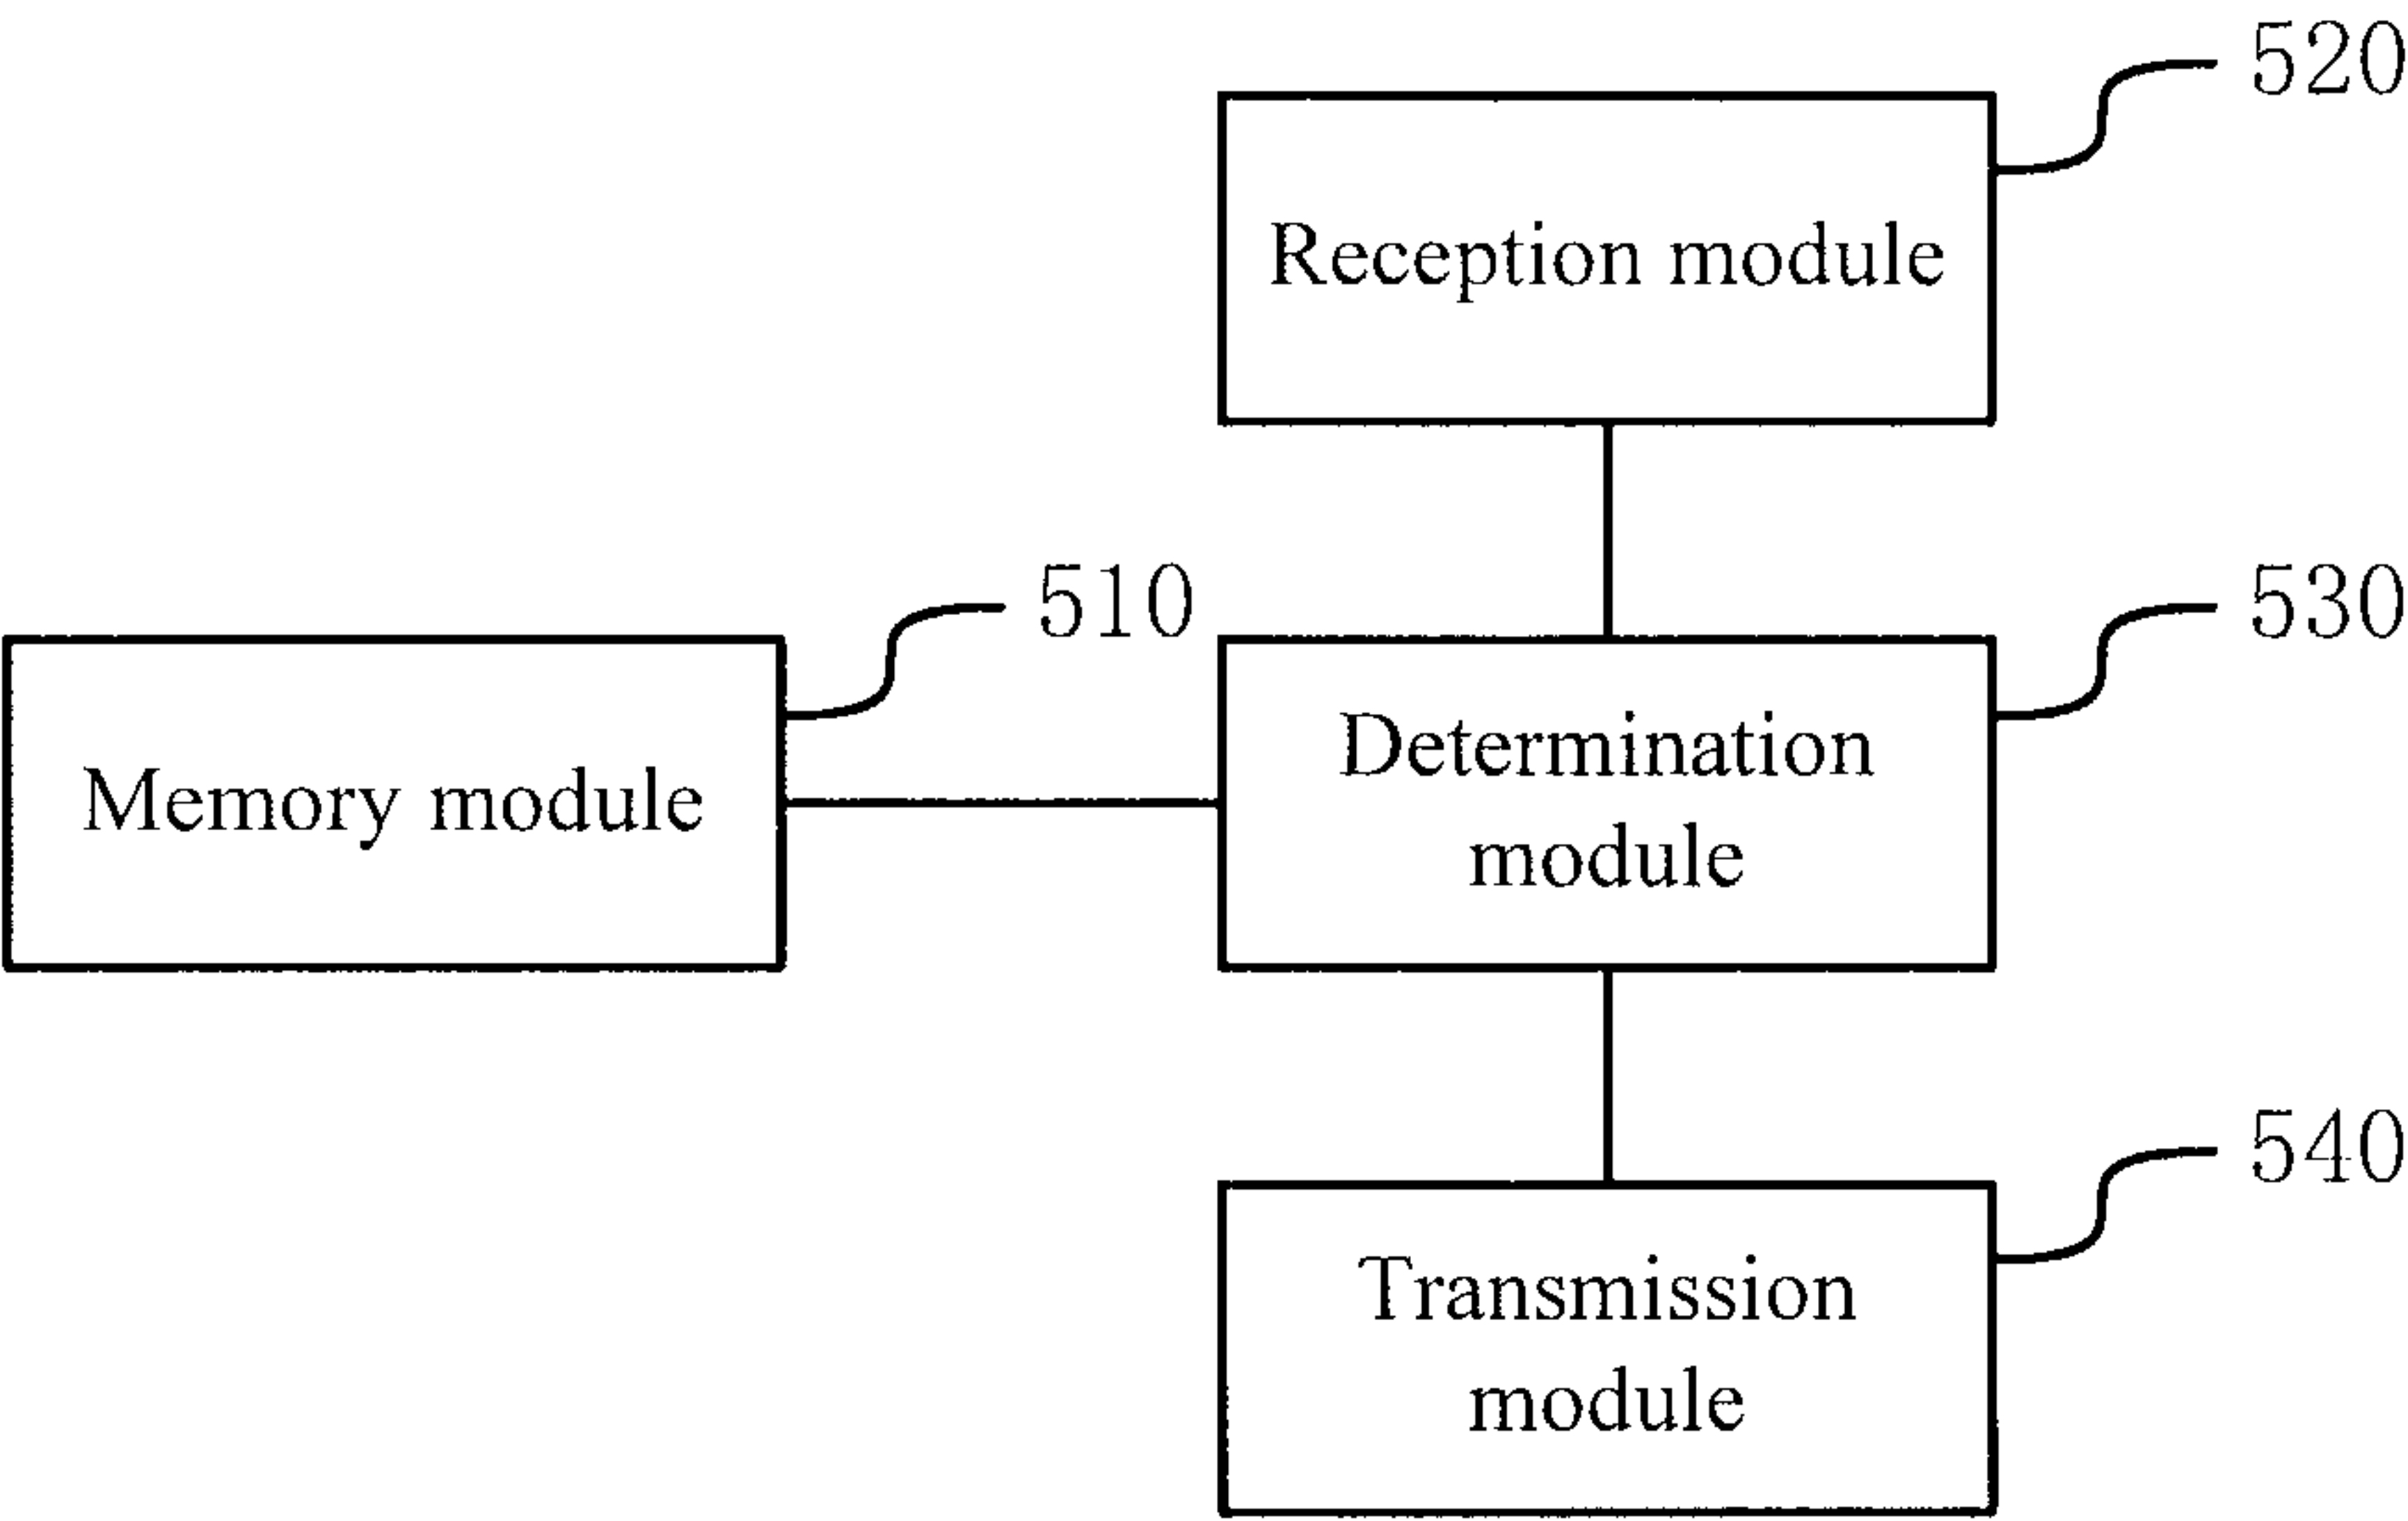 520
Reception module
510
530
Memory module
Determination
module
540
Transmission
module